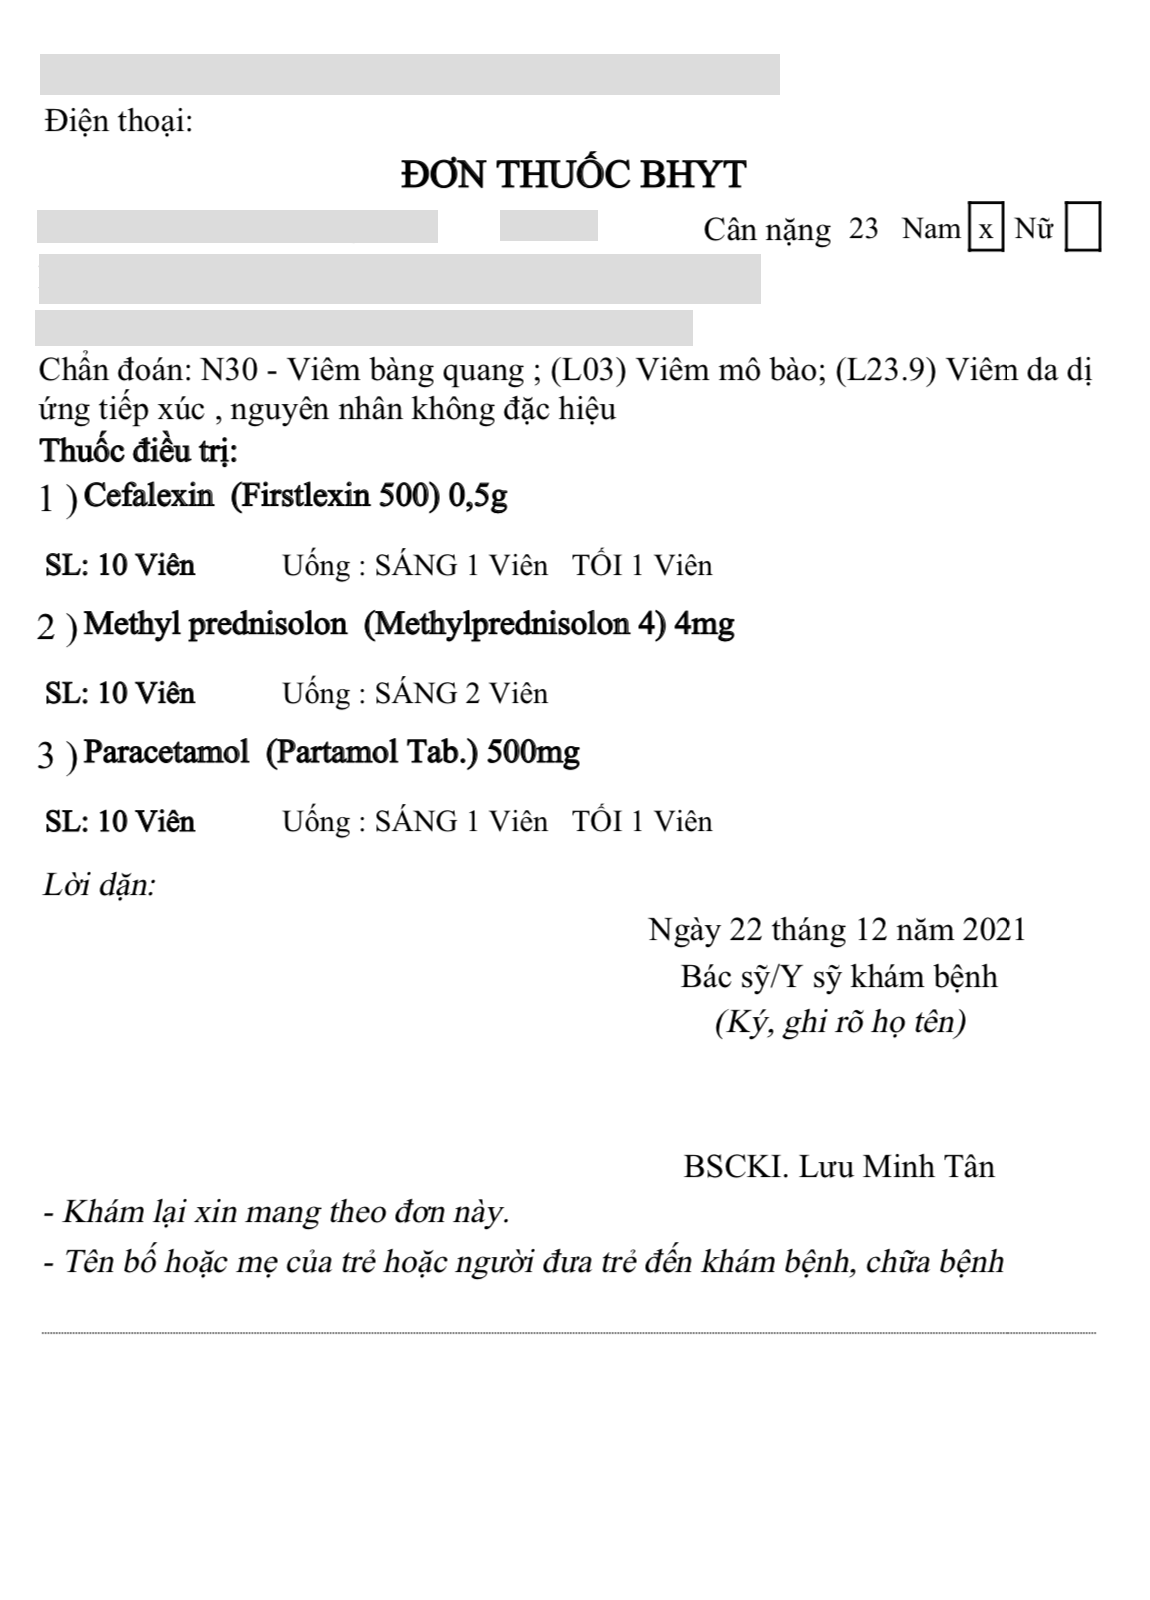 Điện thoại:
ĐƠN THUỐC BHYT
Cân nặng 23 Nam x Nữ
Chẩn đoán: N30 - Viêm bàng quang ; (L03) Viêm mô bào; (L23.9) Viêm da dị
ứng tiếp xúc , nguyên nhân không đặc hiệu
Thuốc điều trị:
1 ) Cefalexin (Firstlexin 500) 0,5g
SL: 10 Viên Uống : SÁNG 1 Viên TỐI 1 Viên
2 ) Methyl prednisolon (Methylprednisolon 4) 4mg
SL: 10 Viên Uống : SÁNG 2 Viên
3 ) Paracetamol (Partamol Tab.) 500mg
SL: 10 Viên Uống : SÁNG 1 Viên TỐI 1 Viên
Lời dặn:
Ngày 22 tháng 12 năm 2021
Bác sỹ/Y sỹ khám bệnh
(Ký, ghi rõ họ tên)
BSCKI. Lưu Minh Tân
- Khám lại xin mang theo đơn này.
- Tên bố hoặc mẹ của trẻ hoặc người đưa trẻ đến khám bệnh, chữa bệnh